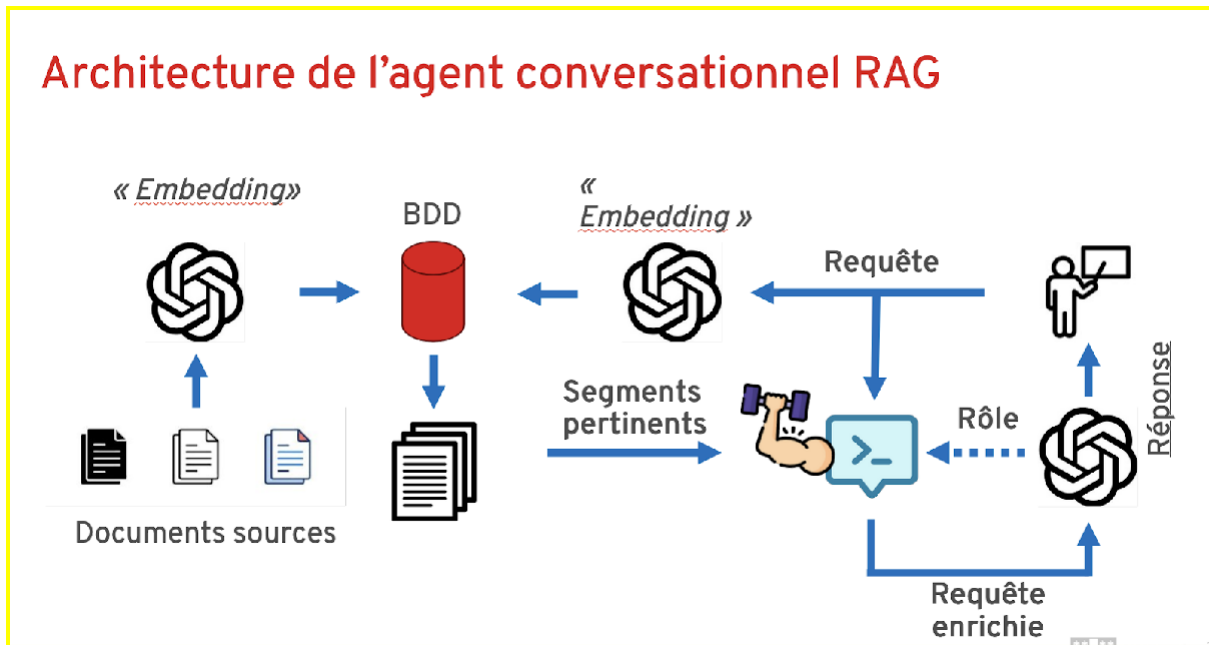 Architecture de l'agent conversationnel RAG
« Embedding»
BDD
«
Embedding »
Requête
Segments
pertinents
Rôle
Réponse
Documents sources
Requête
enrichie